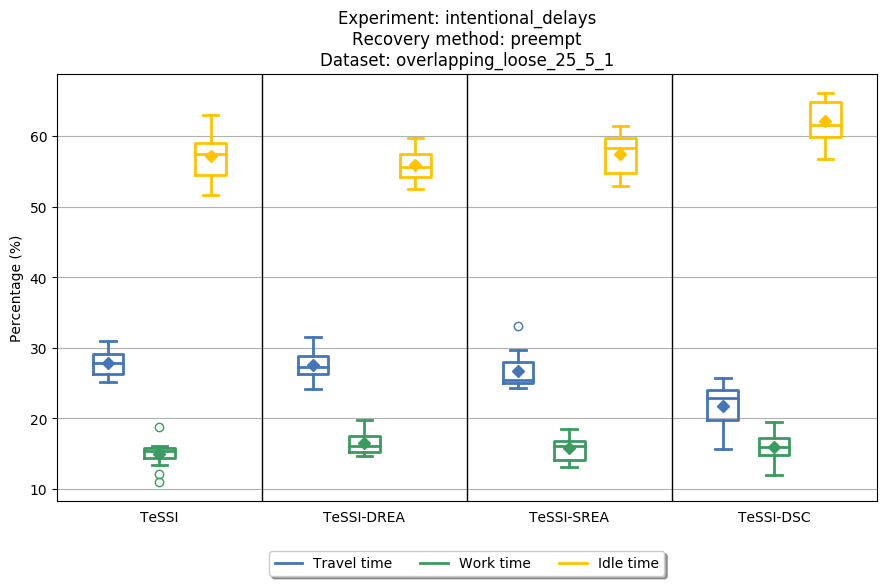 Experiment: intentional_delays
Recovery method: preempt
Dataset: overlapping_loose_25_5_1
Percentage (%)
60
50
40
30
20
10
TeSSI TeSSI-DREA TeSSI-SREA TeSSI-DSC
Travel time Work time Idle time